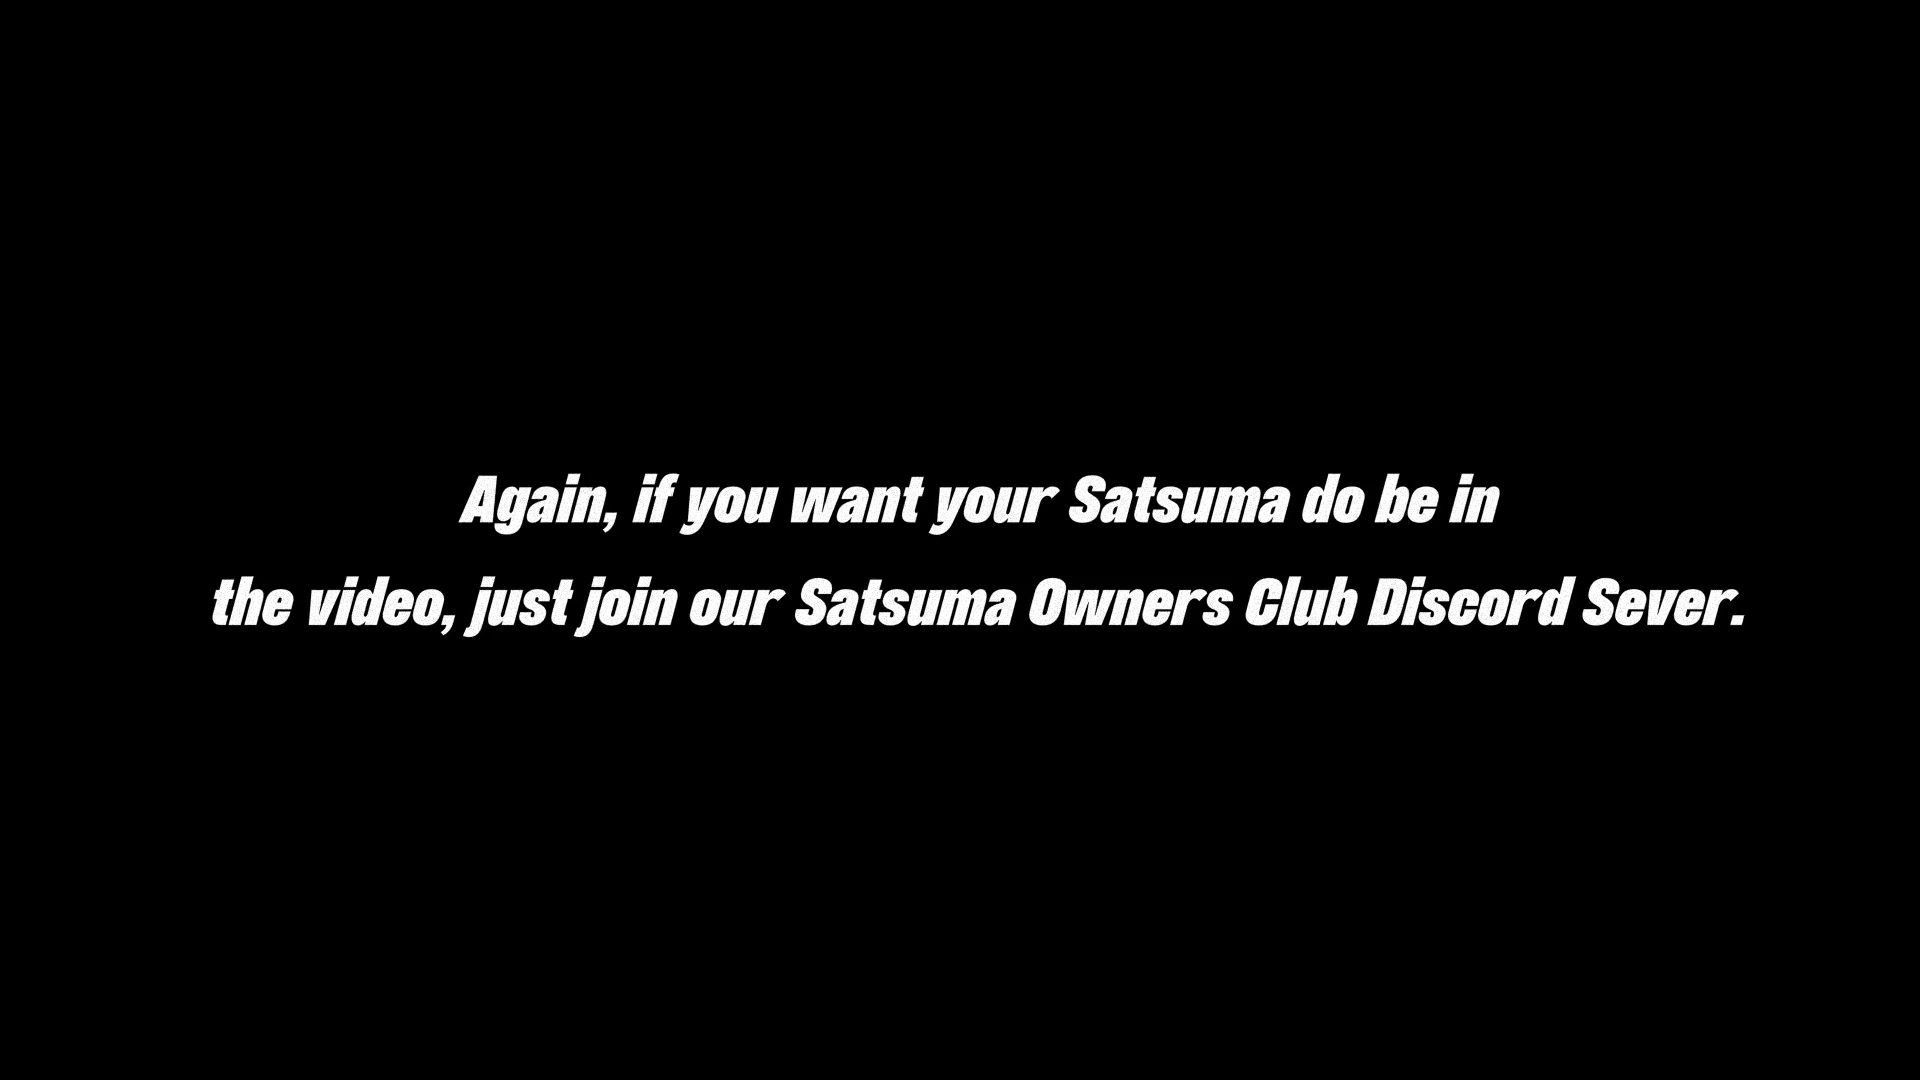 Again, if you want your Satsuma do be in
the video, just join our Satsuma Owners Club Discord Sever.